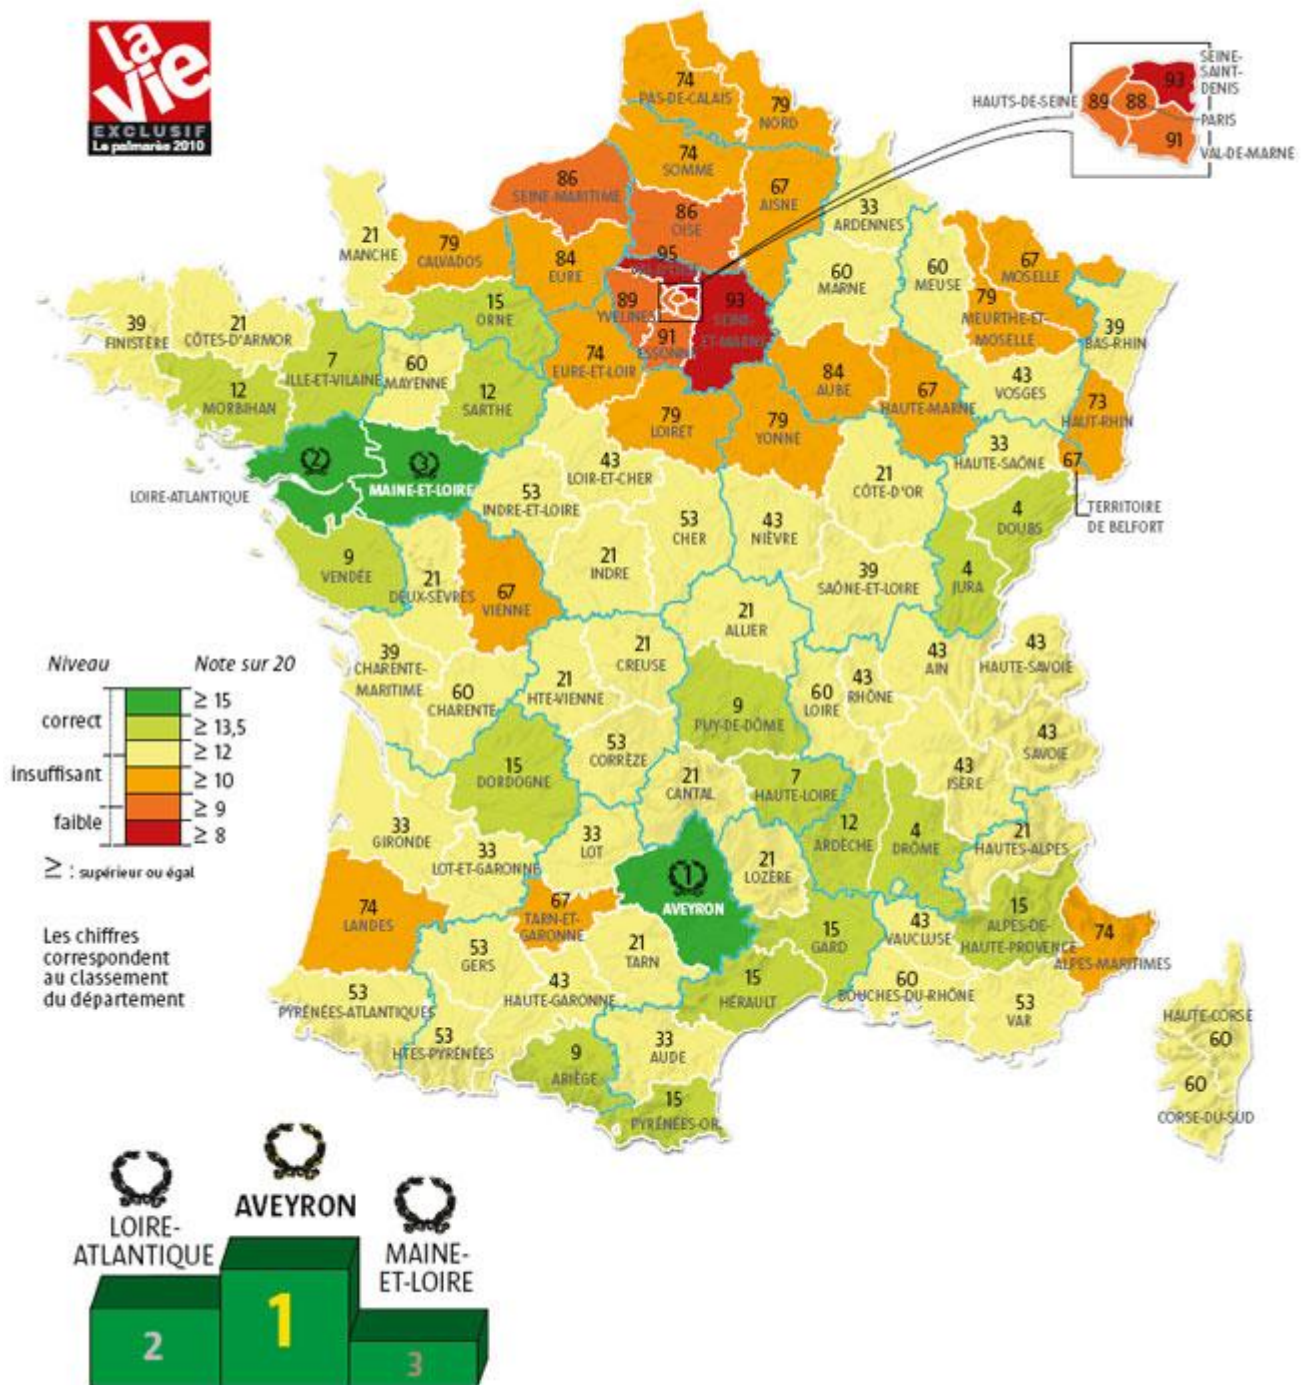 la
Vie
EXCLUSIF
Le palmarès 2010
74
PAS-DE-CALAIS
79
NORD
74
SOMME
67
AISNE
86
SEINE-MARITIME
86
OISE
95
33
ARDENNES
HAUTS-DE-SEINE
89
88
93
SEINE-
SAINT-
DENIS
PARIS
91
VAL-DE-MARNE
21
MANCHE
79
CALVADOS
84
EURE
60
MARNE
60
MEUSE
67
MOSELLE
79
MEURTHE-ET-
MOSELLE
39
BAS-RHIN
89
YVELINES
93
SEINE-
ET-MARNE
91
ESSONNE
15
ORNE
39
FINISTÈRE
21
CÔTES-D'ARMOR
7
ILLE-ET-VILAINE
60
MAYENNE
12
MORBIHAN
12
SARTHE
74
EURE-ET-LOIR
84
AUBE
67
HAUTE-MARNE
43
VOSGES
73
HAUT-RHIN
79
LOIRET
79
YONNE
33
HAUTE-SAÔNE
67
TERRITOIRE
DE BELFORT
2
LOIRE-ATLANTIQUE
3
MAINE-ET-LOIRE
43
LOIR-ET-CHER
53
INDRE-ET-LOIRE
53
CHER
43
NIÈVRE
21
CÔTE-D'OR
4
DOUBS
4
JURA
9
VENDÉE
21
DEUX-SÈVRES
67
VIENNE
21
INDRE
39
SAÔNE-ET-LOIRE
21
ALLIER
39
CHARENTE-
MARITIME
60
CHARENTE
21
HTE-VIENNE
21
CREUSE
9
PUY-DE-DÔME
60
LOIRE
43
RHÔNE
43
AIN
43
HAUTE-SAVOIE
43
SAVOIE
43
ISÈRE
Niveau
Note sur 20
correct
insuffisant
faible
≥ 15
≥ 13,5
≥ 12
≥ 10
≥ 9
≥ 8
≥ : supérieur ou égal
Les chiffres
correspondent
au classement
du département
15
DORDOGNE
53
CORRÈZE
21
CANTAL
7
HAUTE-LOIRE
12
ARDÈCHE
4
DRÔME
21
HAUTES-ALPES
33
GIRONDE
33
LOT-ET-GARONNE
33
LOT
1
AVEYRON
21
LOZÈRE
74
LANDES
67
TARN-ET-
GARONNE
21
TARN
15
GARD
43
VAUCLUSE
15
ALPES-DE-
HAUTE-PROVENCE
74
ALPES-MARITIMES
53
GERS
43
HAUTE-GARONNE
15
HÉRAULT
60
BOUCHES-DU-RHÔNE
53
VAR
53
PYRÉNÉES-ATLANTIQUES
53
HTES-PYRÉNÉES
9
ARIÈGE
33
AUDE
15
PYRÉNÉES-OR.
HAUTE-CORSE
60
60
CORSE-DU-SUD
LOIRE-
ATLANTIQUE
AVEYRON
MAINE-
ET-LOIRE
2
1
3